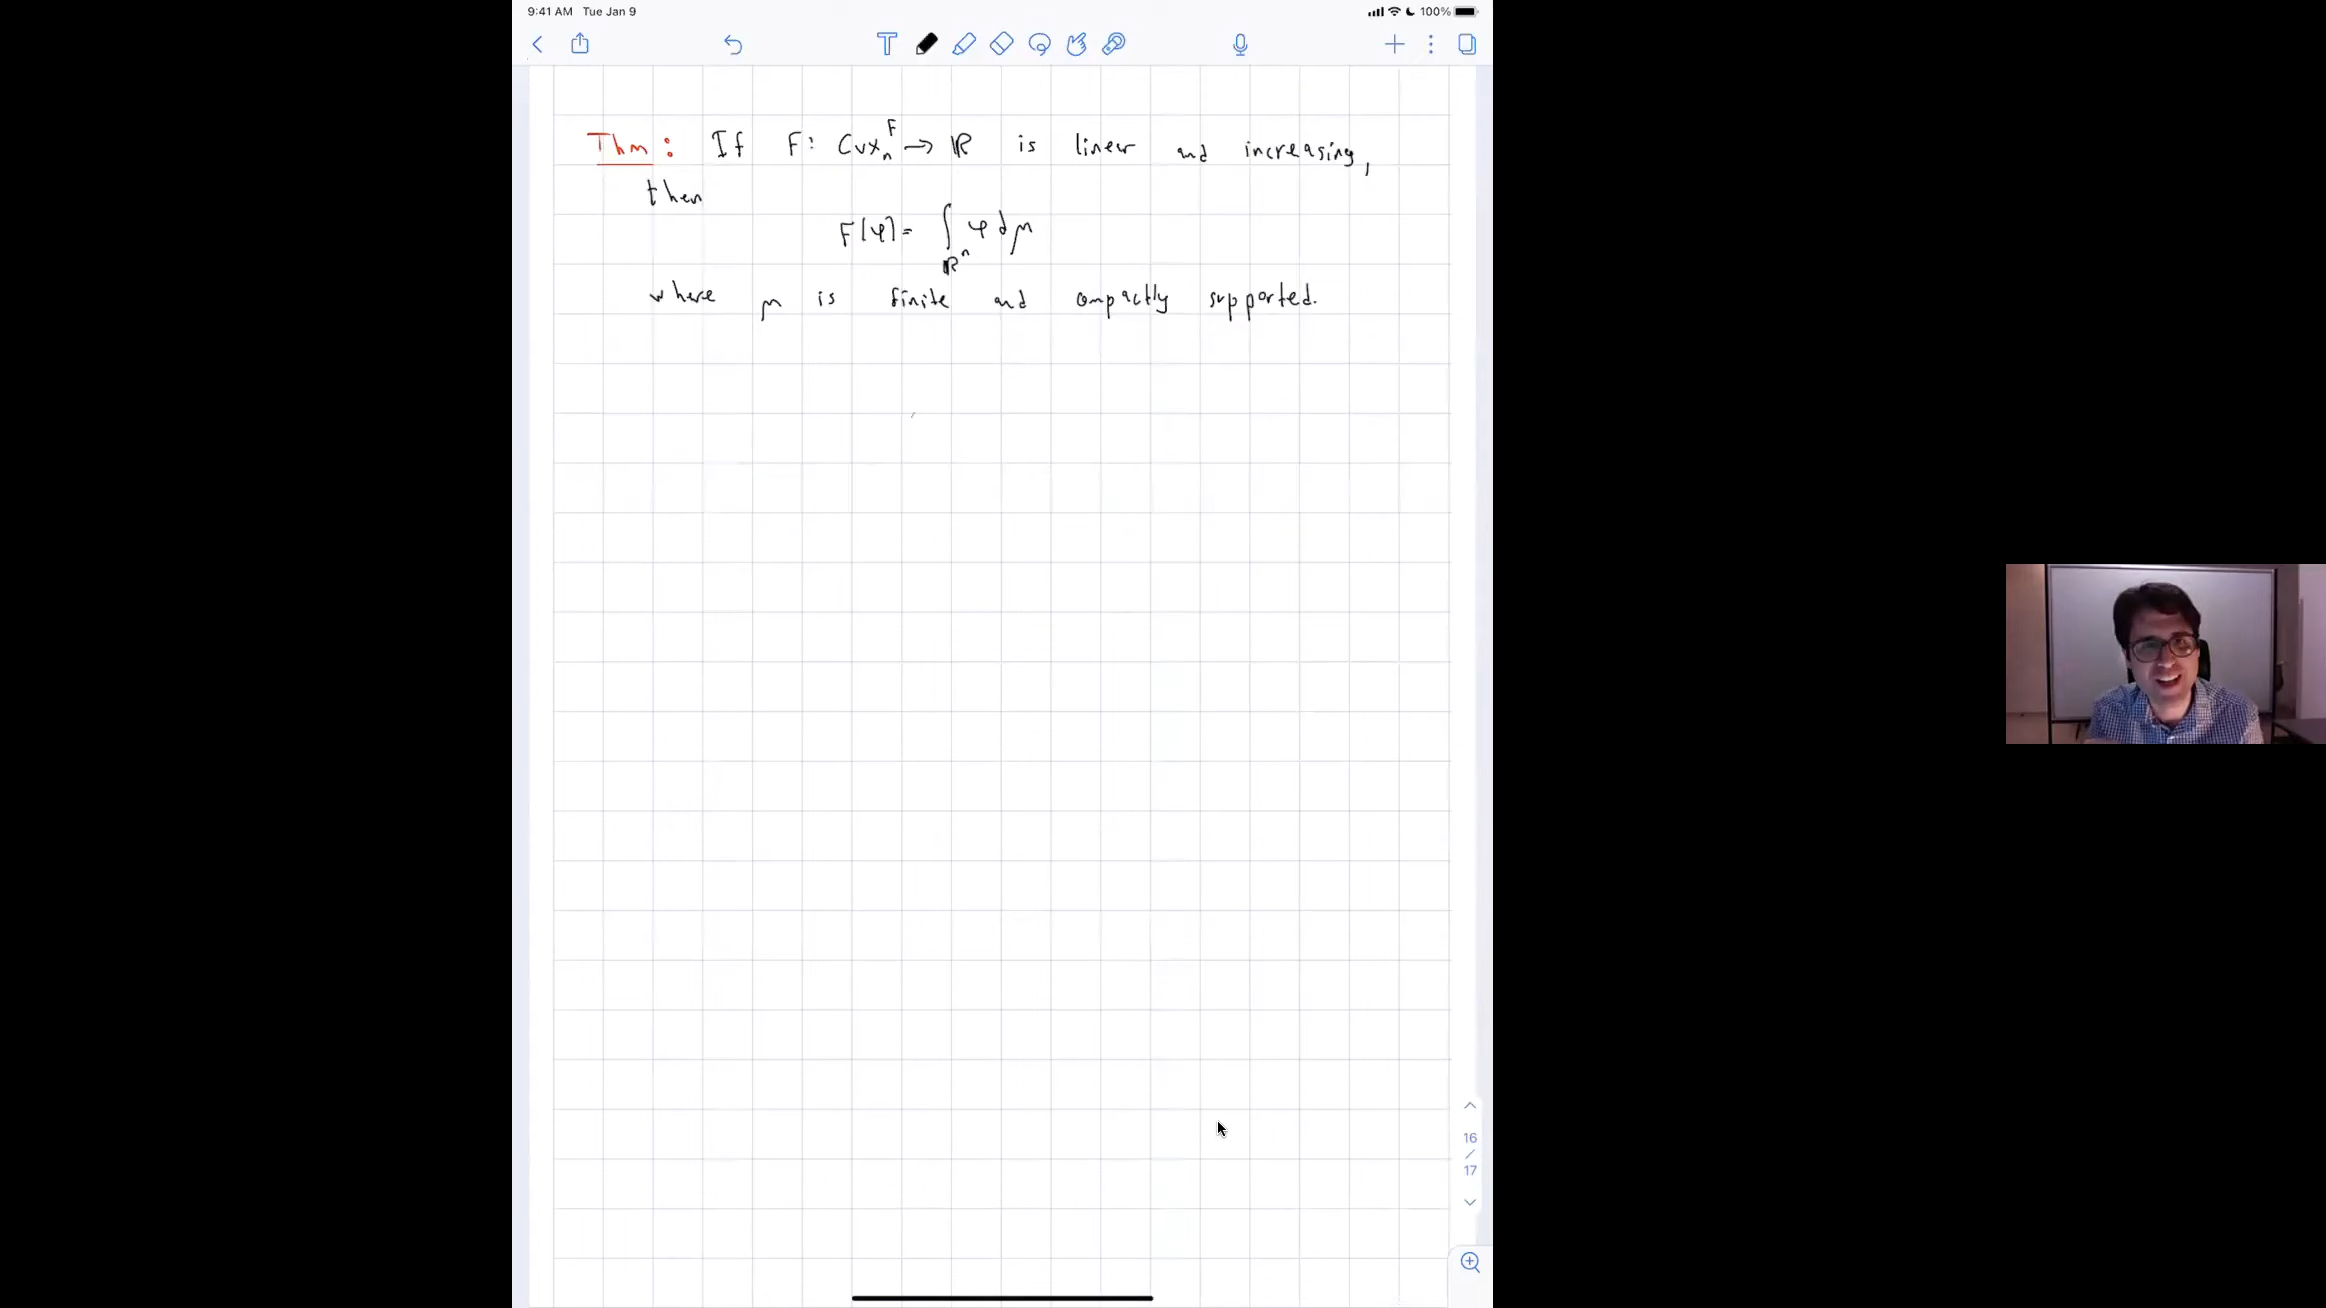 9:41 AM Tue Jan 9
100%
T
Thm: If F: Cvx_n^F → ℝ is linear and increasing,
then
F[φ] = ∫_{ℝ^n} φ dμ
where μ is finite and compactly supported.
16
/
17